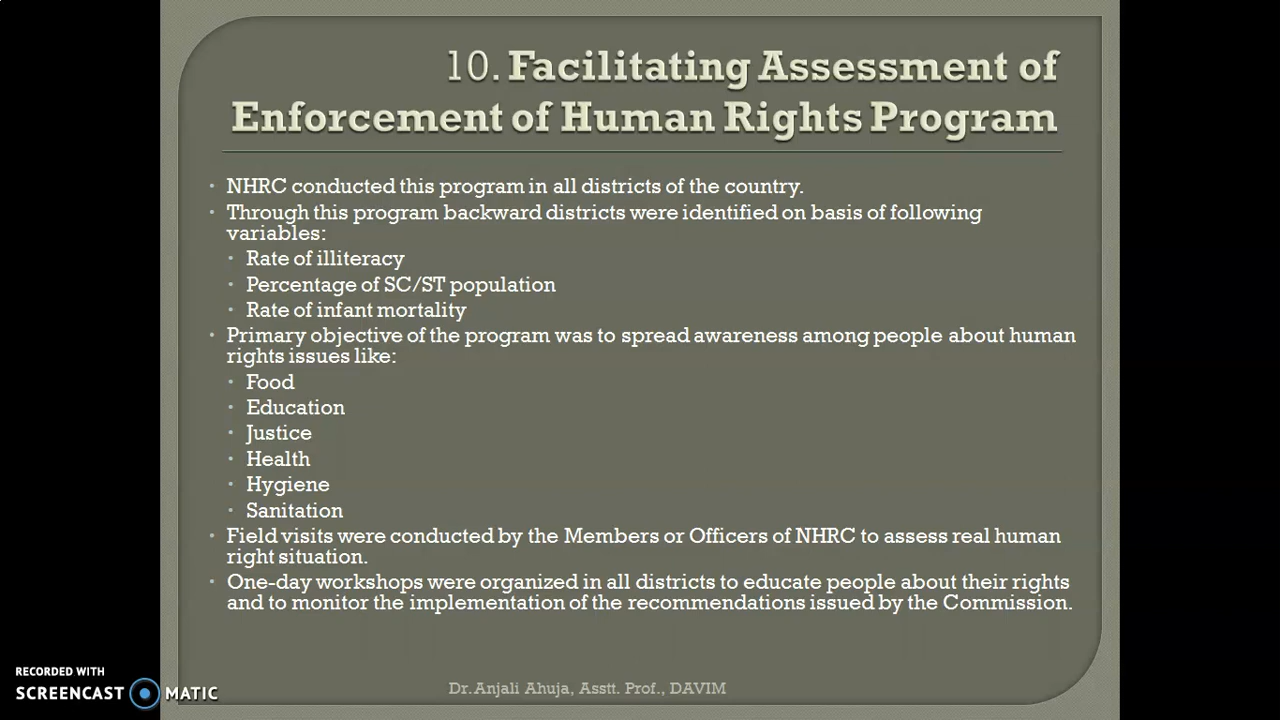 10. Facilitating Assessment of
Enforcement of Human Rights Program
• NHRC conducted this program in all districts of the country.
• Through this program backward districts were identified on basis of following
variables:
• Rate of illiteracy
• Percentage of SC/ST population
• Rate of infant mortality
• Primary objective of the program was to spread awareness among people about human
rights issues like:
• Food
• Education
• Justice
• Health
• Hygiene
• Sanitation
• Field visits were conducted by the Members or Officers of NHRC to assess real human
right situation.
• One-day workshops were organized in all districts to educate people about their rights
and to monitor the implementation of the recommendations issued by the Commission.
RECORDED WITH
SCREENCAST MATIC
Dr. Anjali Ahuja, Asstt. Prof., DAVIM